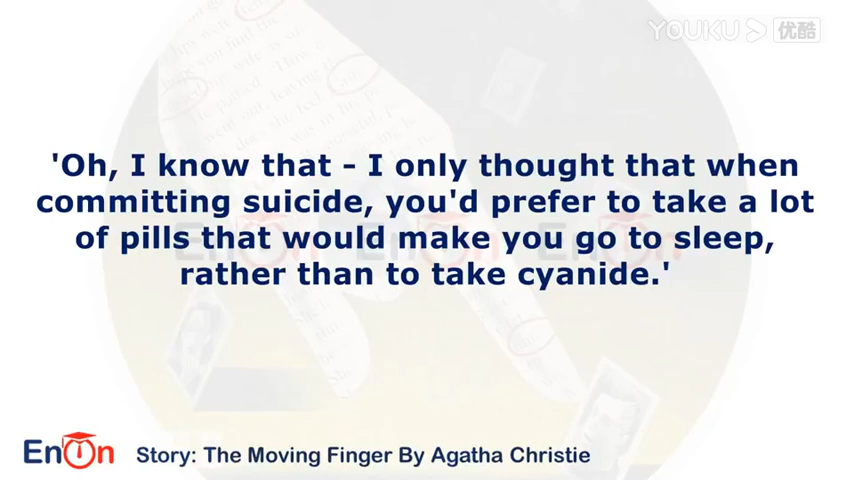 YOUKU 优酷
'Oh, I know that - I only thought that when
committing suicide, you'd prefer to take a lot
of pills that would make you go to sleep,
rather than to take cyanide.'
EnOn
Story: The Moving Finger By Agatha Christie